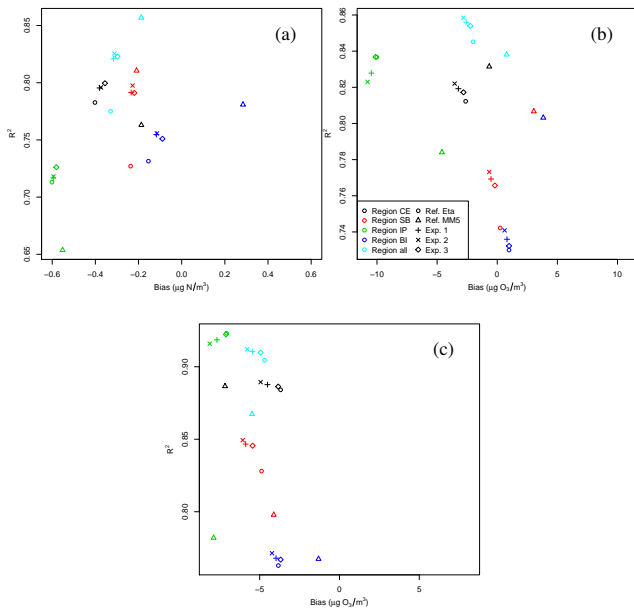 (a)
0.85
0.80
0.75
0.70
0.65
R²
−0.6 −0.4 −0.2 0.0 0.2 0.4 0.6
Bias (µg N/m³)
(b)
0.86
0.84
0.82
0.80
0.78
0.76
0.74
R²
Region CE Ref. Eta
Region SB Ref. MM5
Region IP Exp. 1
Region BI Exp. 2
Region all Exp. 3
−10 −5 0 5 10
Bias (µg O₃/m³)
(c)
0.90
0.85
0.80
R²
−5 0 5
Bias (µg O₃/m³)